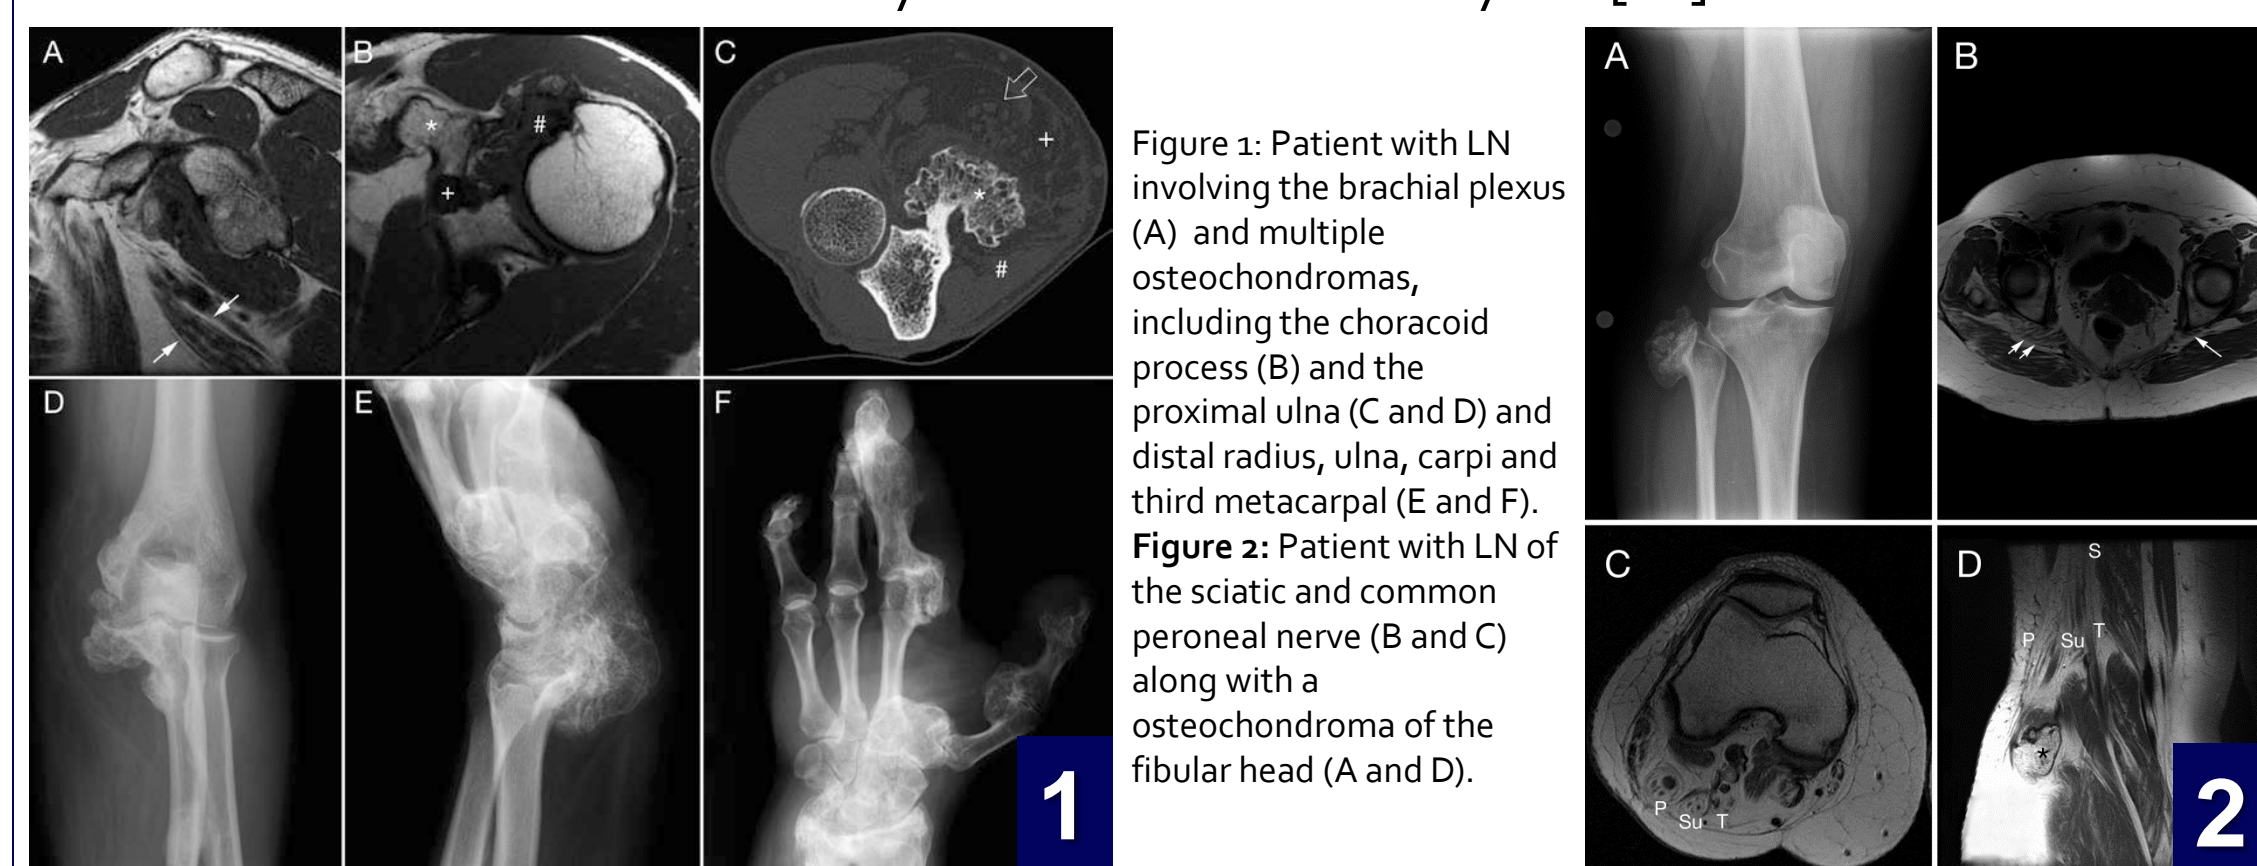 A
B
C
*
#
+
+
*
#
D
E
F
1
Figure 1: Patient with LN
involving the brachial plexus
(A) and multiple
osteochondromas,
including the choracoid
process (B) and the
proximal ulna (C and D) and
distal radius, ulna, carpi and
third metacarpal (E and F).
Figure 2: Patient with LN of
the sciatic and common
peroneal nerve (B and C)
along with a
osteochondroma of the
fibular head (A and D).
A
B
C
P
Su
T
D
S
P
Su
T
*
2